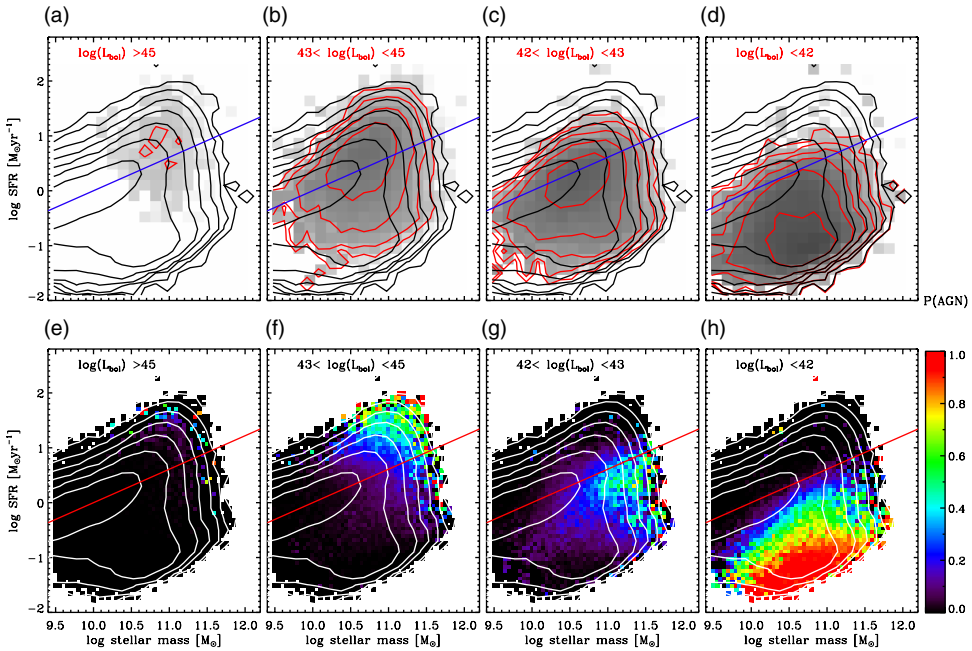 (a) (b) (c) (d)
log(L_bol) >45 43< log(L_bol) <45 42< log(L_bol) <43 log(L_bol) <42
log SFR [M⊙yr⁻¹]
2
1
0
−1
−2
P(AGN)
(e) (f) (g) (h)
log(L_bol) >45 43< log(L_bol) <45 42< log(L_bol) <43 log(L_bol) <42
log SFR [M⊙yr⁻¹]
2
1
0
−1
−2
1.0
0.8
0.6
0.4
0.2
0.0
9.5 10.0 10.5 11.0 11.5 12.0 9.5 10.0 10.5 11.0 11.5 12.0 9.5 10.0 10.5 11.0 11.5 12.0 9.5 10.0 10.5 11.0 11.5 12.0
log stellar mass [M⊙] log stellar mass [M⊙] log stellar mass [M⊙] log stellar mass [M⊙]